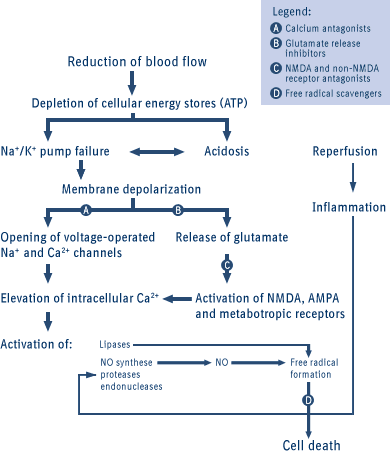 Legend:
A Calcium antagonists
B Glutamate release
inhibitors
C NMDA and non-NMDA
receptor antagonists
D Free radical scavengers
Reduction of blood flow
Depletion of cellular energy stores (ATP)
Na⁺/K⁺ pump failure
Acidosis
Reperfusion
Membrane depolarization
A
B
Inflammation
Opening of voltage-operated
Na⁺ and Ca²⁺ channels
Release of glutamate
C
Elevation of intracellular Ca²⁺
Activation of NMDA, AMPA
and metabotropic receptors
Activation of:
Lipases
NO synthese
proteases
endonucleases
NO
Free radical
formation
D
Cell death